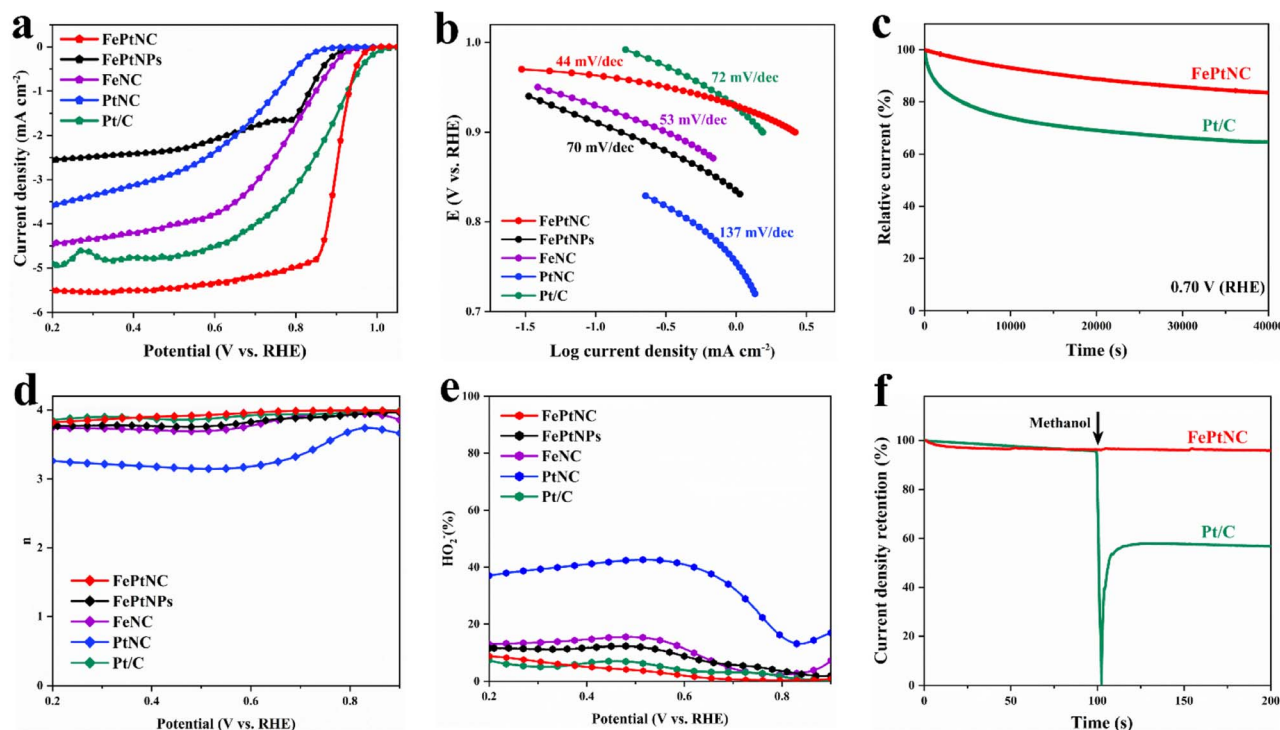 a
FePtNC
FePtNPs
FeNC
PtNC
Pt/C
0
-1
-2
-3
-4
-5
-6
0.2
0.4
0.6
0.8
1.0
Current density (mA cm⁻²)
Potential (V vs. RHE)
b
44 mV/dec
72 mV/dec
53 mV/dec
70 mV/dec
137 mV/dec
FePtNC
FePtNPs
FeNC
PtNC
Pt/C
1.0
0.9
0.8
0.7
-1.5
-1.0
-0.5
0.0
0.5
E (V vs. RHE)
Log current density (mA cm⁻²)
c
FePtNC
Pt/C
0.70 V (RHE)
100
80
60
40
20
0
0
10000
20000
30000
40000
Relative current (%)
Time (s)
d
FePtNC
FePtNPs
FeNC
PtNC
Pt/C
4
3
2
1
0
0.2
0.4
0.6
0.8
n
Potential (V vs. RHE)
e
FePtNC
FePtNPs
FeNC
PtNC
Pt/C
100
80
60
40
20
0
0.2
0.4
0.6
0.8
HO₂⁻(%)
Potential (V vs. RHE)
f
Methanol
FePtNC
Pt/C
100
80
60
40
20
0
0
50
100
150
200
Current density retention (%)
Time (s)